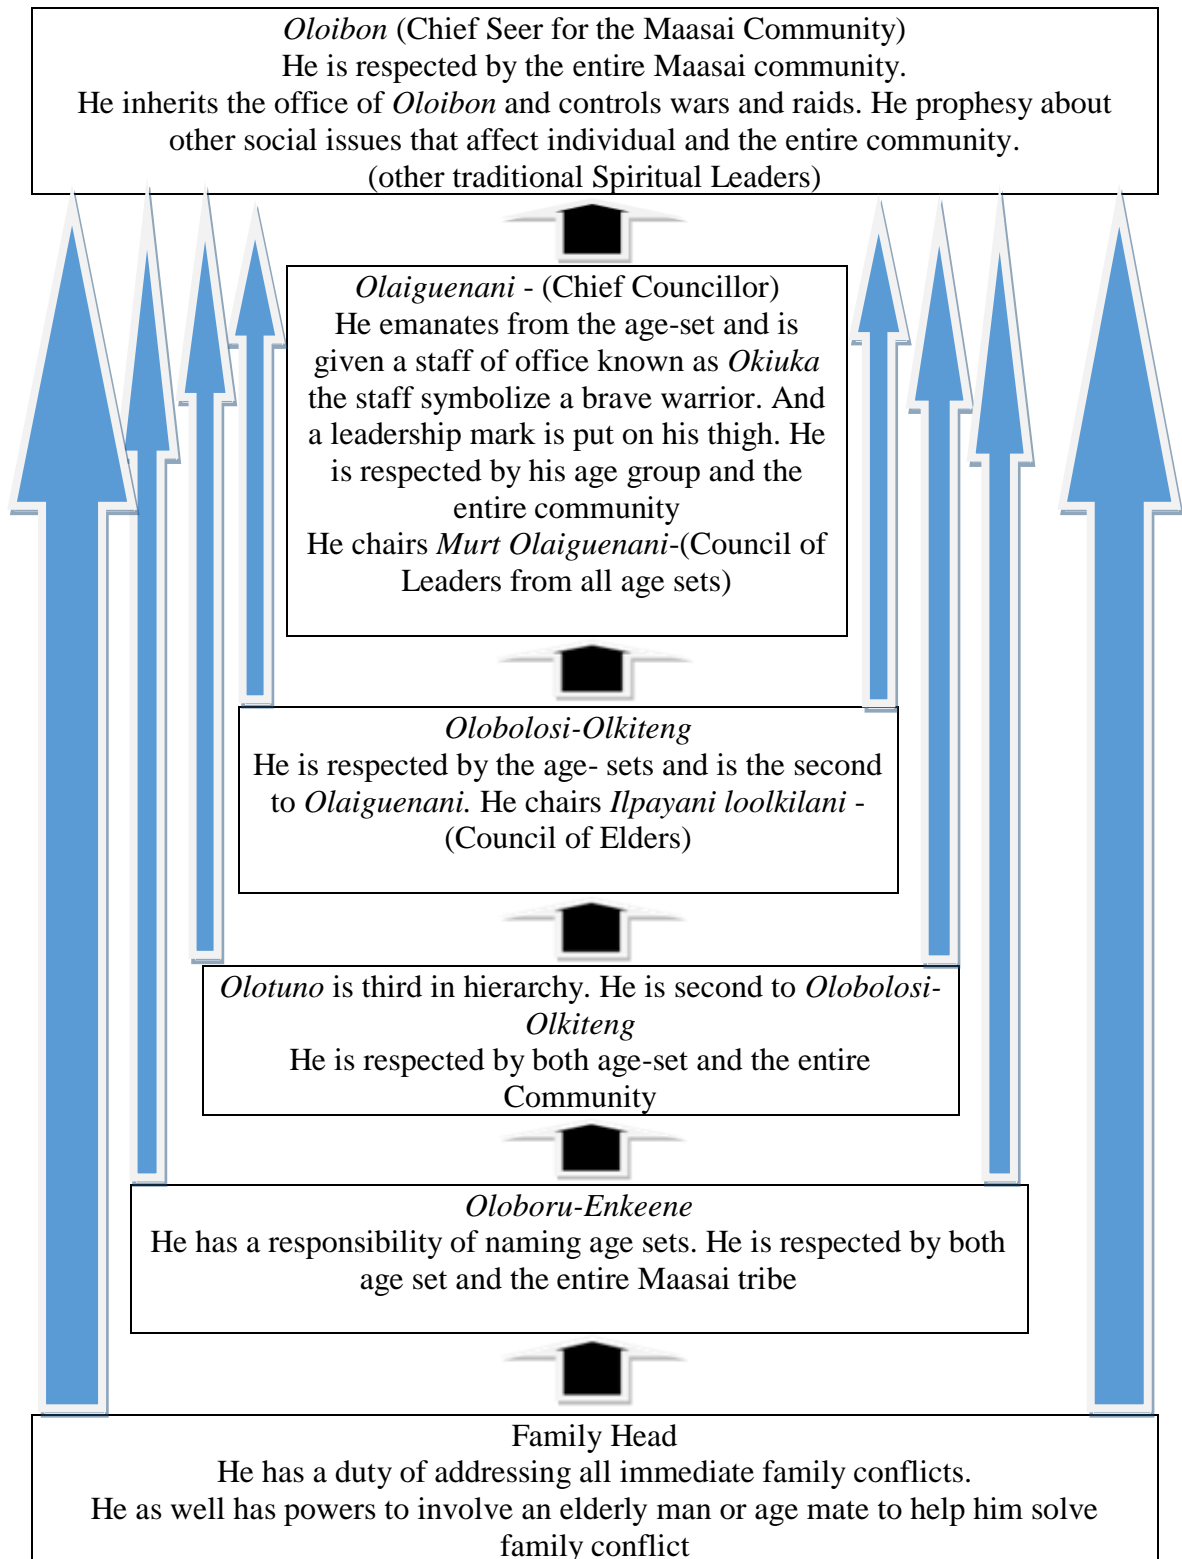 Oloibon (Chief Seer for the Maasai Community)
He is respected by the entire Maasai community.
He inherits the office of Oloibon and controls wars and raids. He prophesy about
other social issues that affect individual and the entire community.
(other traditional Spiritual Leaders)
Olaiguenani - (Chief Councillor)
He emanates from the age-set and is
given a staff of office known as Okiuka
the staff symbolize a brave warrior. And
a leadership mark is put on his thigh. He
is respected by his age group and the
entire community
He chairs Murt Olaiguenani-(Council of
Leaders from all age sets)
Olobolosi-Olkiteng
He is respected by the age- sets and is the second
to Olaiguenani. He chairs Ilpayani loolkilani -
(Council of Elders)
Olotuno is third in hierarchy. He is second to Olobolosi-
Olkiteng
He is respected by both age-set and the entire
Community
Oloboru-Enkeene
He has a responsibility of naming age sets. He is respected by both
age set and the entire Maasai tribe
Family Head
He has a duty of addressing all immediate family conflicts.
He as well has powers to involve an elderly man or age mate to help him solve
family conflict